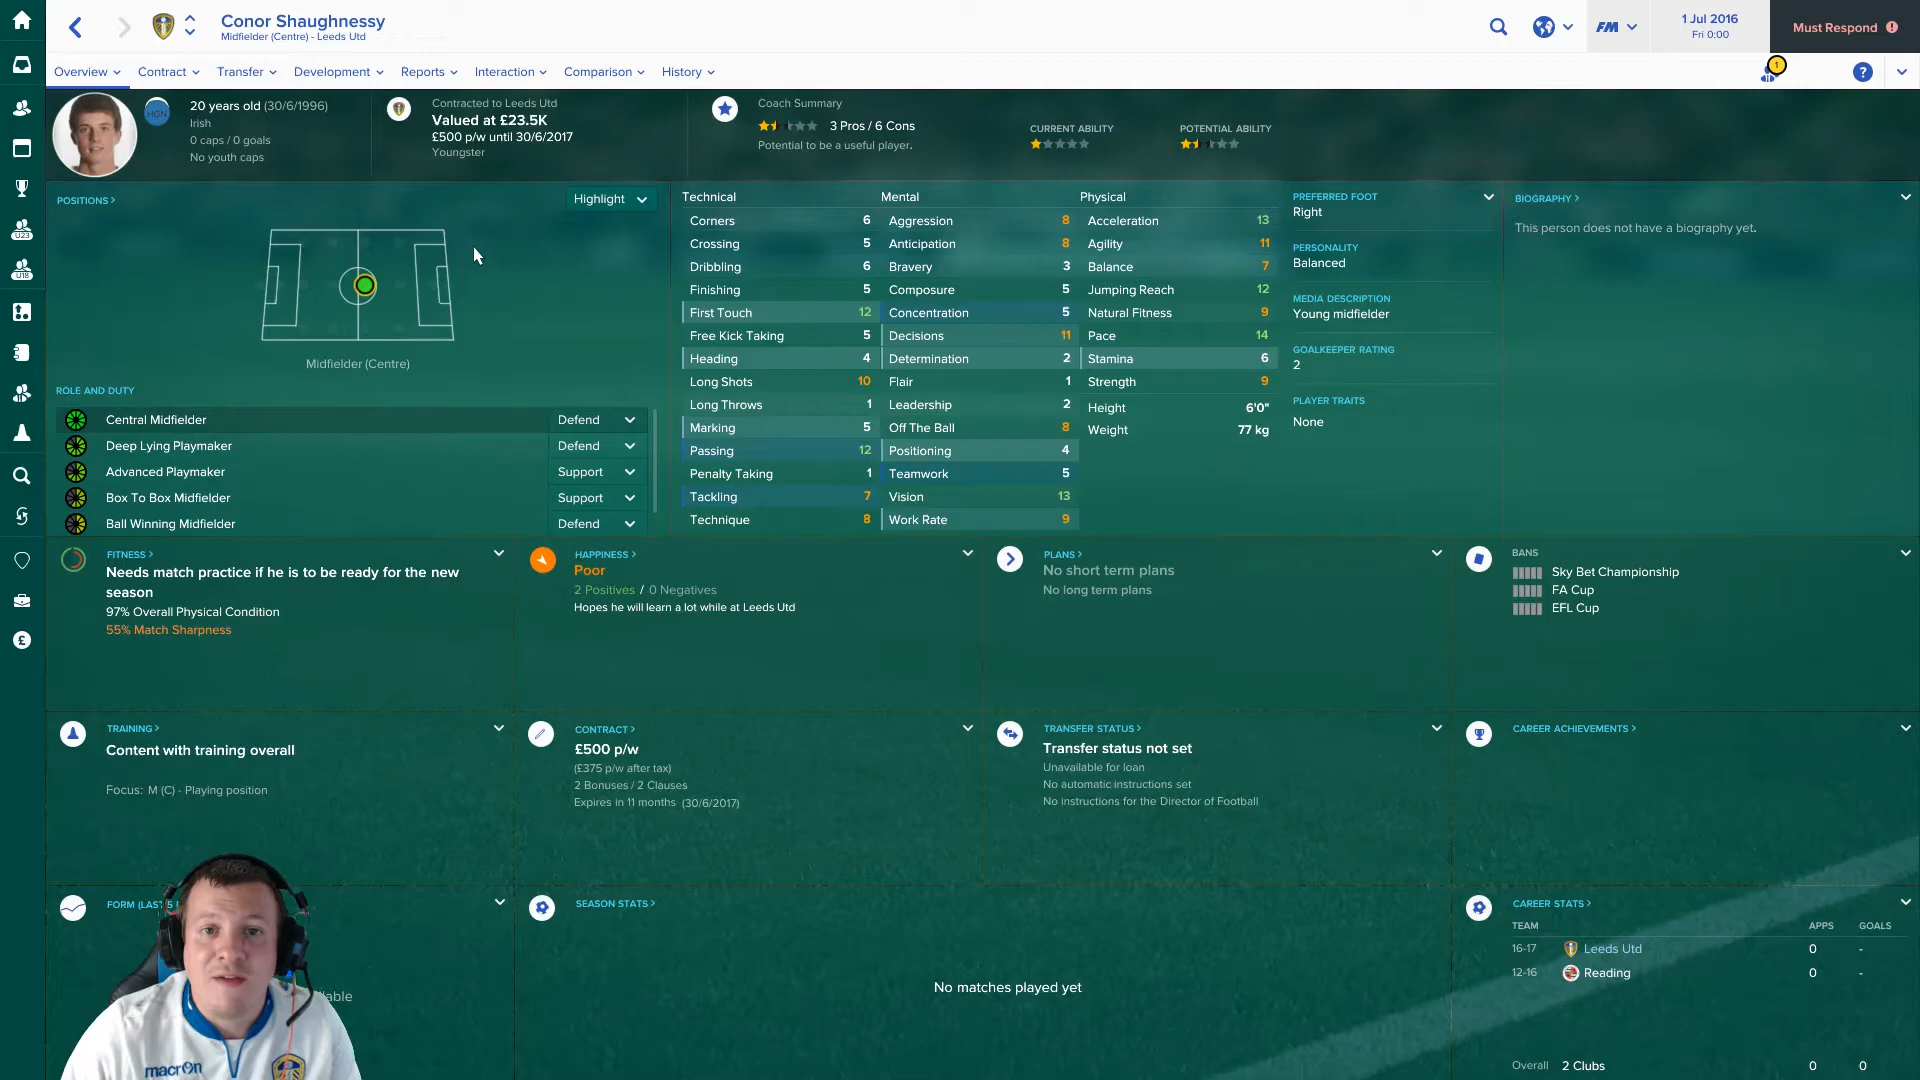 Conor Shaughnessy
Midfielder (Centre) - Leeds Utd
FM
1 Jul 2016
Fri 0:00
Must Respond
Overview
Contract
Transfer
Development
Reports
Interaction
Comparison
History
1
?
HGN
20 years old (30/6/1996)
Irish
0 caps / 0 goals
No youth caps
Contracted to Leeds Utd
Valued at £23.5K
£500 p/w until 30/6/2017
Youngster
Coach Summary
3 Pros / 6 Cons
Potential to be a useful player.
CURRENT ABILITY
POTENTIAL ABILITY
U23
U18
POSITIONS >
Highlight
Midfielder (Centre)
ROLE AND DUTY
Central Midfielder Defend
Deep Lying Playmaker Defend
Advanced Playmaker Support
Box To Box Midfielder Support
Ball Winning Midfielder Defend
Technical
Corners 6
Crossing 5
Dribbling 6
Finishing 5
First Touch 12
Free Kick Taking 5
Heading 4
Long Shots 10
Long Throws 1
Marking 5
Passing 12
Penalty Taking 1
Tackling 7
Technique 8
Mental
Aggression 8
Anticipation 8
Bravery 3
Composure 5
Concentration 5
Decisions 11
Determination 2
Flair 1
Leadership 2
Off The Ball 8
Positioning 4
Teamwork 5
Vision 13
Work Rate 9
Physical
Acceleration 13
Agility 11
Balance 7
Jumping Reach 12
Natural Fitness 9
Pace 14
Stamina 6
Strength 9
Height 6'0"
Weight 77 kg
PREFERRED FOOT
Right
PERSONALITY
Balanced
MEDIA DESCRIPTION
Young midfielder
GOALKEEPER RATING
2
PLAYER TRAITS
None
BIOGRAPHY >
This person does not have a biography yet.
FITNESS >
Needs match practice if he is to be ready for the new
season
97% Overall Physical Condition
55% Match Sharpness
HAPPINESS >
Poor
2 Positives / 0 Negatives
Hopes he will learn a lot while at Leeds Utd
PLANS >
No short term plans
No long term plans
BANS
Sky Bet Championship
FA Cup
EFL Cup
TRAINING >
Content with training overall
Focus: M (C) - Playing position
CONTRACT >
£500 p/w
(£375 p/w after tax)
2 Bonuses / 2 Clauses
Expires in 11 months (30/6/2017)
TRANSFER STATUS >
Transfer status not set
Unavailable for loan
No automatic instructions set
No instructions for the Director of Football
CAREER ACHIEVEMENTS >
£
FORM (LAST 5
lable
SEASON STATS >
No matches played yet
CAREER STATS >
TEAM APPS GOALS
16-17 Leeds Utd 0 -
12-16 Reading 0 -
Overall 2 Clubs 0 0
macron